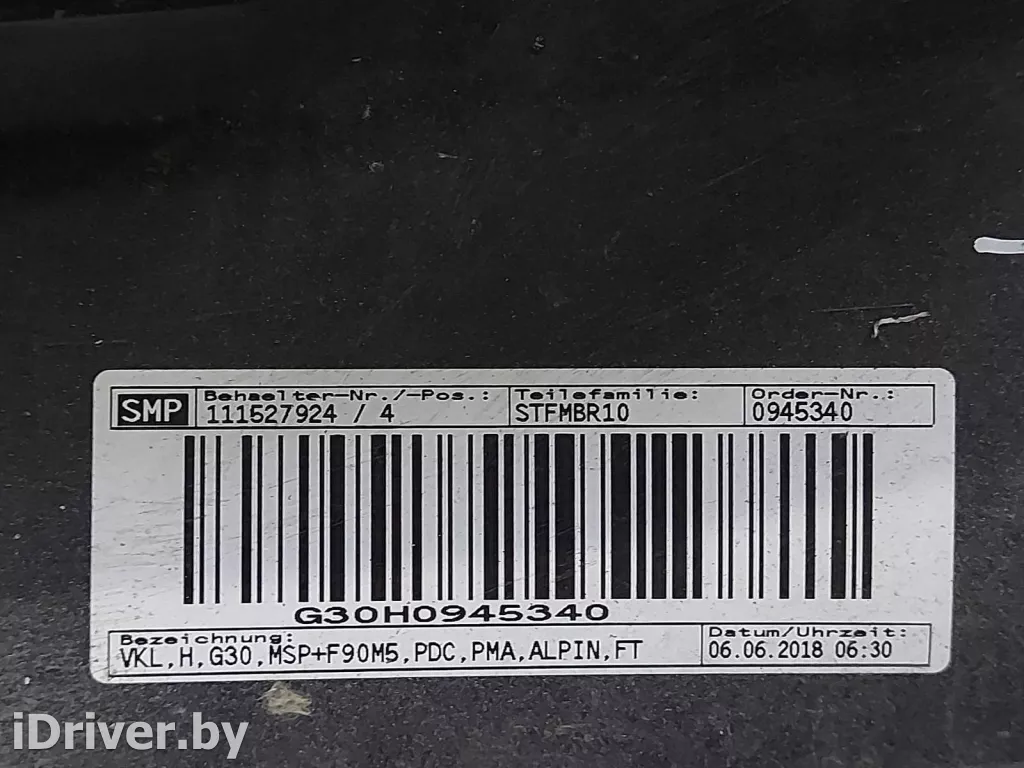 SMP
Behaelter-Nr./-Pos.:
111527924 / 4
Teilefamilie:
STFMBR10
Order-Nr.:
0945340
G30H0945340
Bezeichnung:
VKL,H,G30,MSP+F90M5,PDC,PMA,ALPIN,FT
Datum/Uhrzeit:
06.06.2018 06:30
iDriver.by